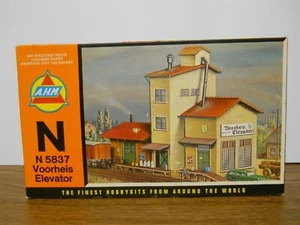 AHM
N
N 5837
Voorheis
Elevator
Voorheis
Elevator
THE FINEST HOBBYKITS FROM AROUND THE WORLD